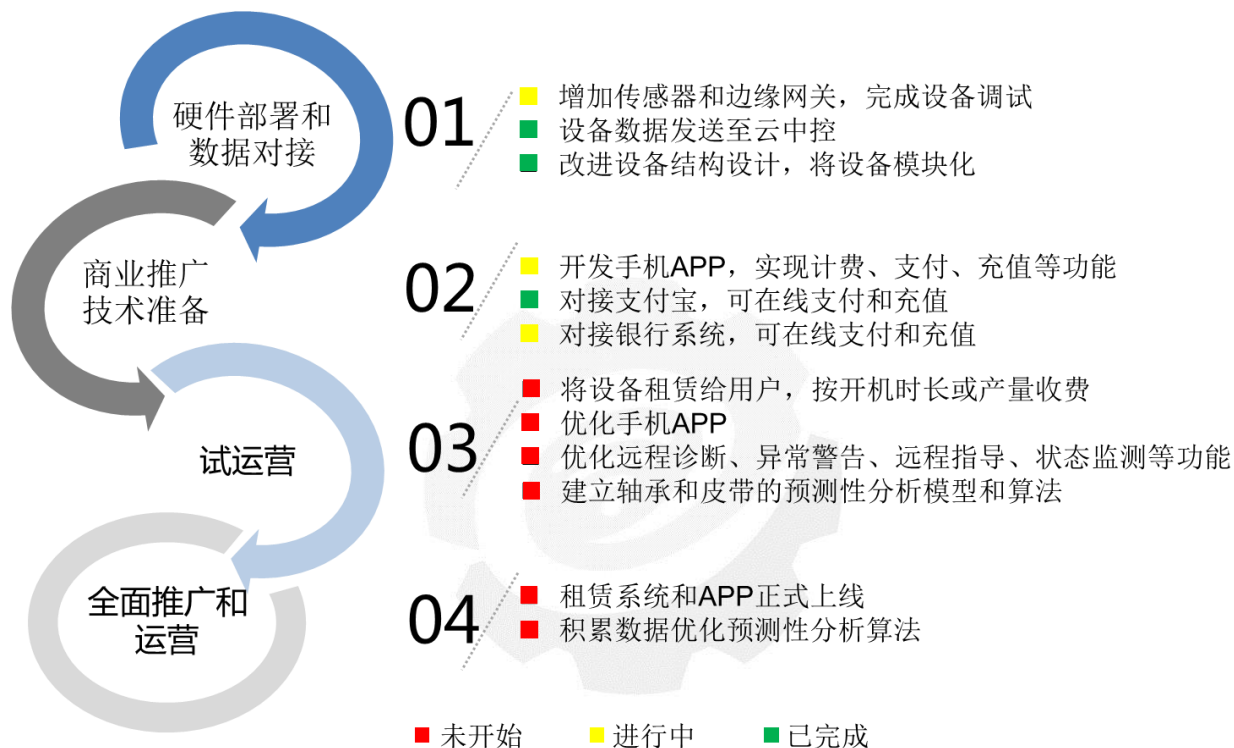 硬件部署和
数据对接
01
增加传感器和边缘网关，完成设备调试
设备数据发送至云中控
改进设备结构设计，将设备模块化
商业推广
技术准备
02
开发手机APP，实现计费、支付、充值等功能
对接支付宝，可在线支付和充值
对接银行系统，可在线支付和充值
试运营
03
将设备租赁给用户，按开机时长或产量收费
优化手机APP
优化远程诊断、异常警告、远程指导、状态监测等功能
建立轴承和皮带的预测性分析模型和算法
全面推广和
运营
04
租赁系统和APP正式上线
积累数据优化预测性分析算法
未开始 进行中 已完成